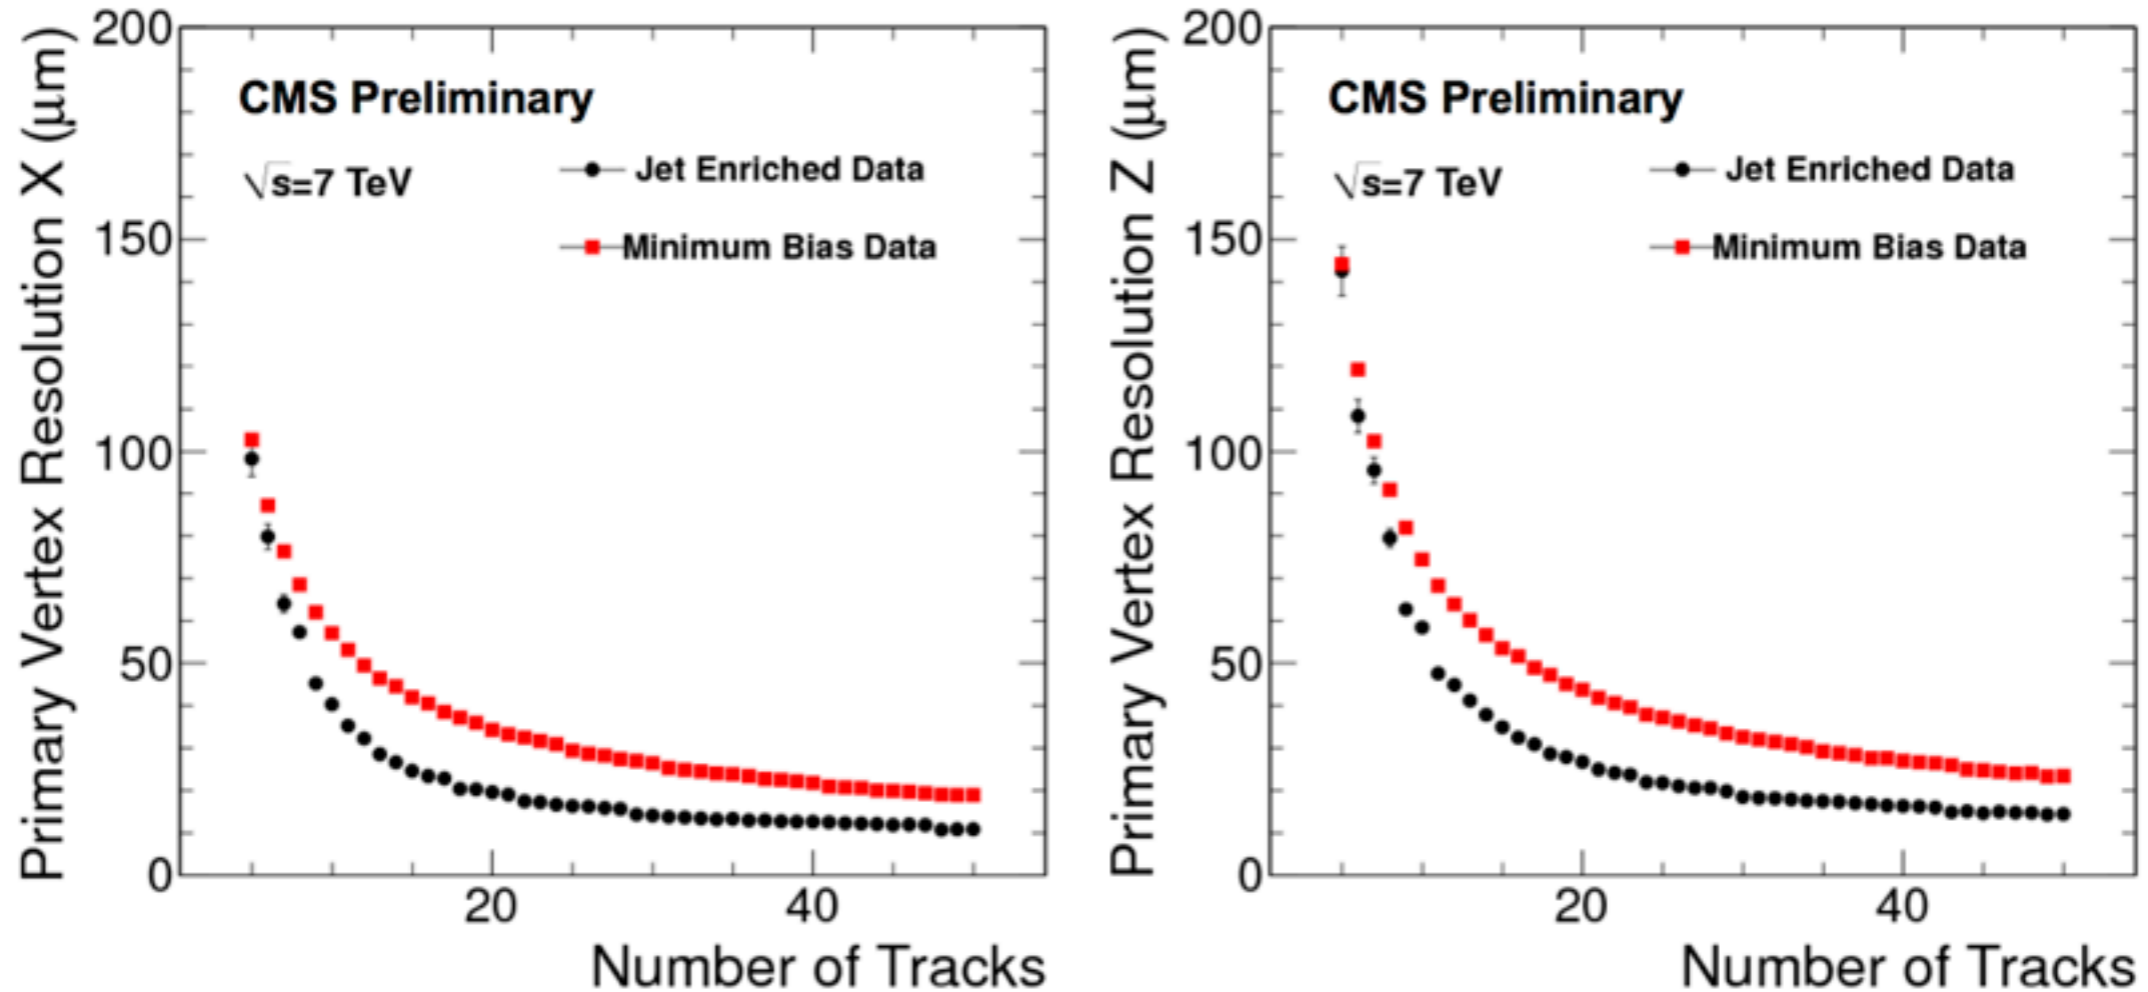 Primary Vertex Resolution X (μm)
200
150
100
50
0
CMS Preliminary
√s=7 TeV
Jet Enriched Data
Minimum Bias Data
20
40
Number of Tracks
Primary Vertex Resolution Z (μm)
200
150
100
50
0
CMS Preliminary
√s=7 TeV
Jet Enriched Data
Minimum Bias Data
20
40
Number of Tracks